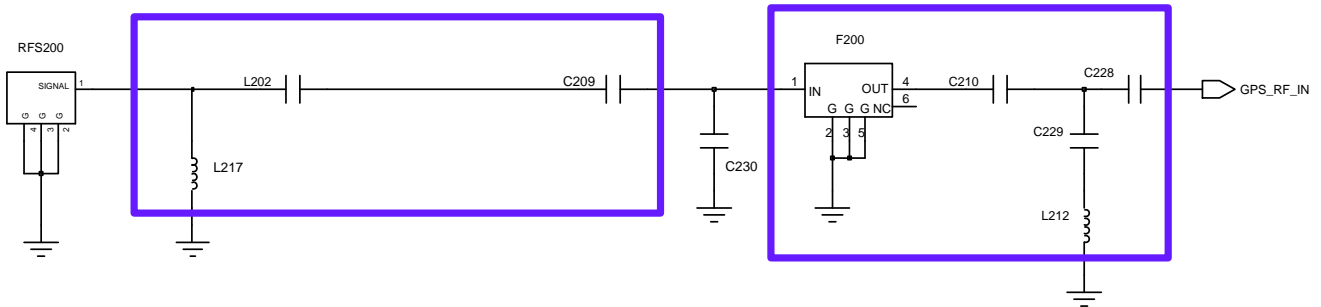 RFS200
SIGNAL
1
G G G
4 3 2
L202
C209
L217
C230
F200
1
IN
OUT
4
6
G G G NC
2 3 5
C210
C228
C229
L212
GPS_RF_IN